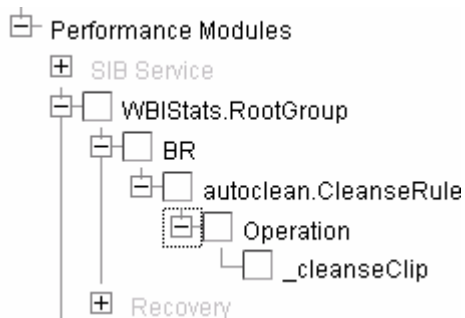 Performance Modules
SIB Service
WBIStats.RootGroup
BR
autoclean.CleanseRule
Operation
_cleanseClip
Recovery